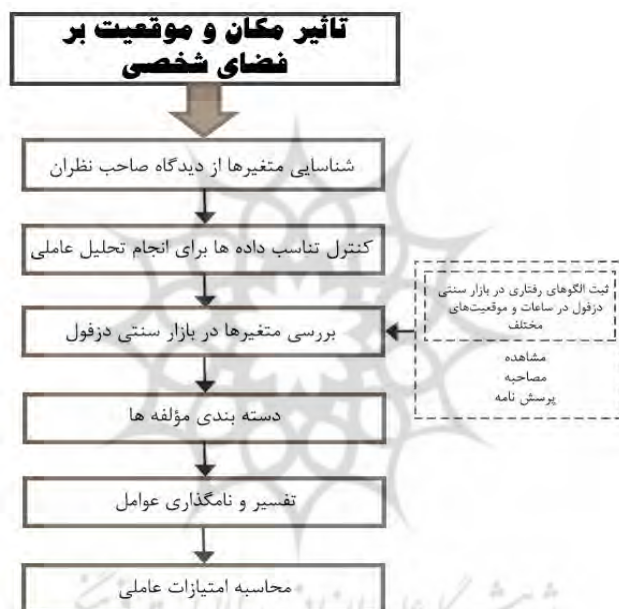 تاثیر مکان و موقعیت بر
فضای شخصی
شناسایی متغیرها از دیدگاه صاحب نظران
کنترل تناسب داده ها برای انجام تحلیل عاملی
ثبت الگوهای رفتاری در بازار سنتی
دزفول در ساعات و موقعیت‌های
مختلف
بررسی متغیرها در بازار سنتی دزفول
مشاهده
مصاحبه
پرسش نامه
دسته بندی مؤلفه ها
تفسیر و نامگذاری عوامل
محاسبه امتیازات عاملی